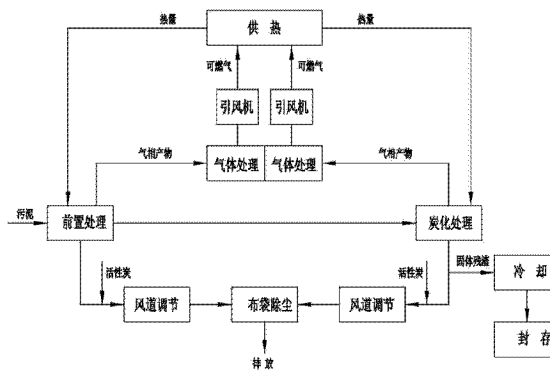 热量
供 热
热量
可燃气
可燃气
引风机
引风机
气相产物
气体处理
气体处理
气相产物
污泥
前置处理
炭化处理
固体残渣
活性炭
活性炭
冷 却
风道调节
布袋除尘
风道调节
封 存
排 放